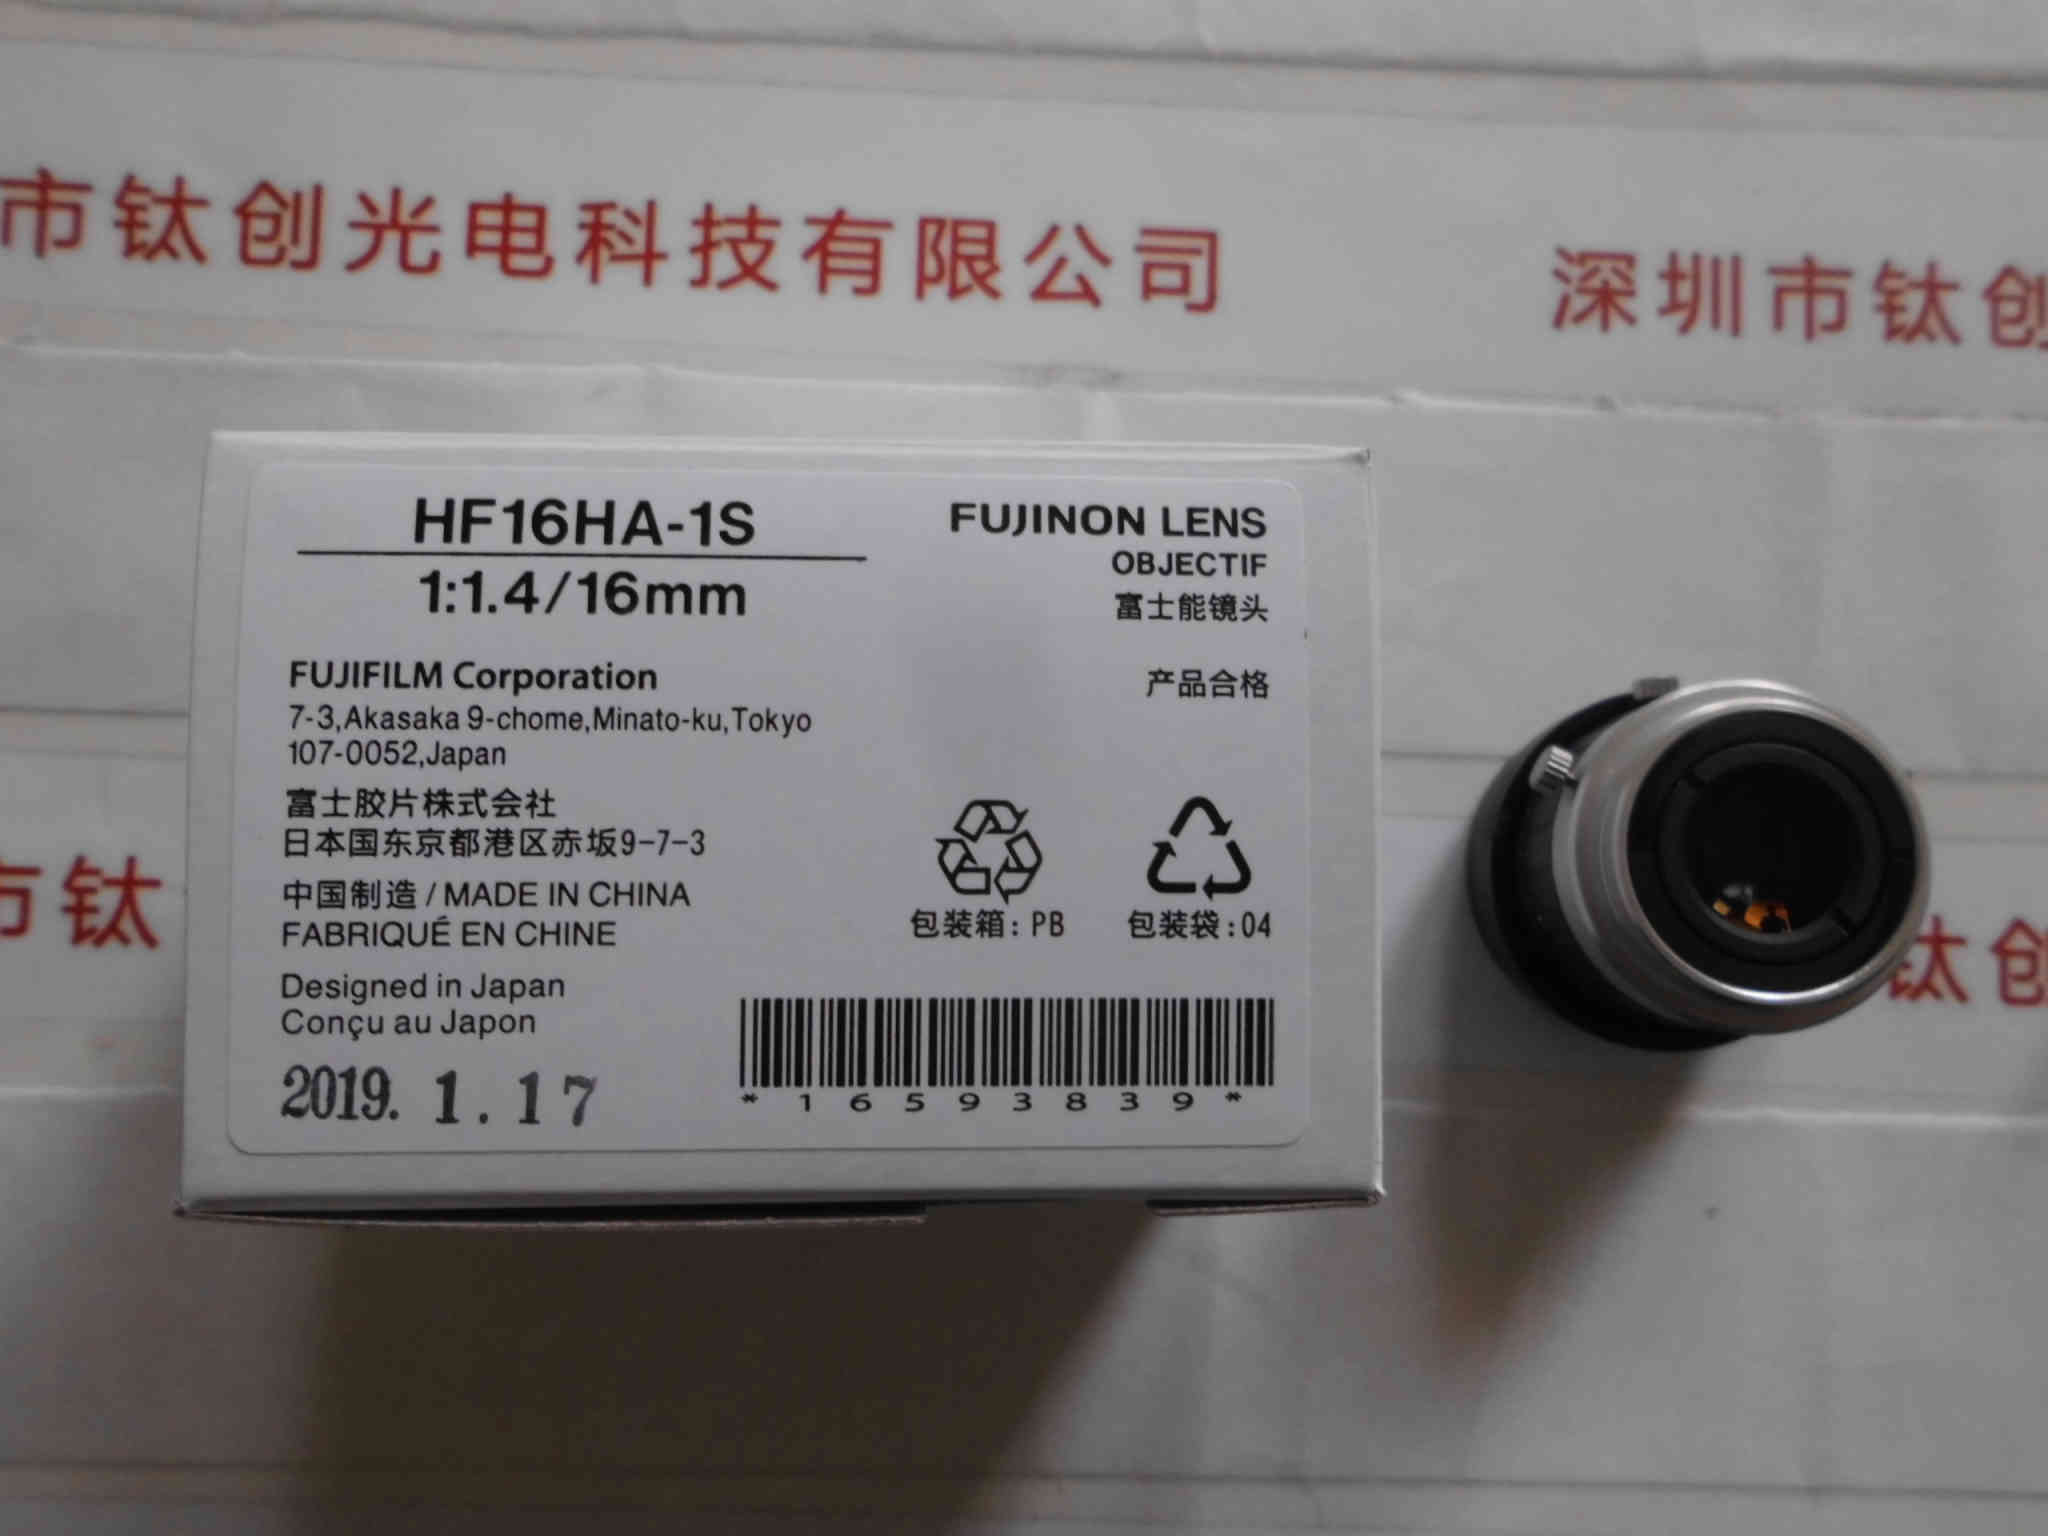 市钛创光电科技有限公司
深圳市钛创
HF16HA-1S
1:1.4/16mm
FUJINON LENS
OBJECTIF
富士能镜头
产品合格
FUJIFILM Corporation
7-3,Akasaka 9-chome,Minato-ku,Tokyo
107-0052,Japan
富士胶片株式会社
日本国东京都港区赤坂9-7-3
中国制造 / MADE IN CHINA
FABRIQUÉ EN CHINE
Designed in Japan
Conçu au Japon
2019. 1.17
包装箱: PB
包装袋:04
*16593839*
市钛
钛创